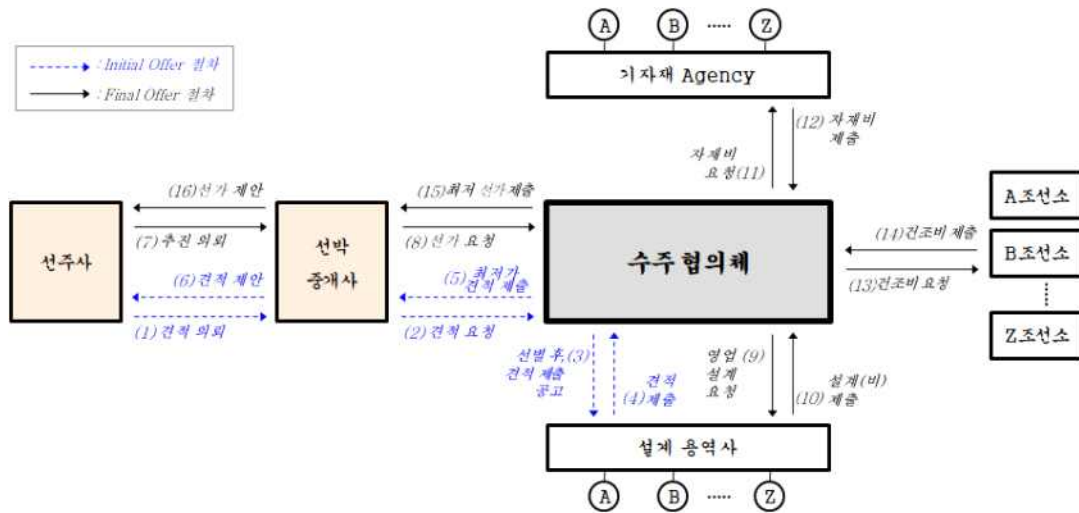 A B ..... Z
기자재 Agency
: Initial Offer 절차
: Final Offer 절차
(12) 자재비
제출
자재비
요청(11)
(16)선가 제안
(15)최저 선가 제출
(7) 추진 의뢰
(8) 선가 요청
선주사
선박
중개사
수주 협의체
(14)건조비 제출
(13)건조비 요청
A조선소
B조선소
Z조선소
(6) 견적 제안
(5) 최저가
견적 제출
(1) 견적 의뢰
(2) 견적 요청
선별 후,(3)
견적 제출
공고
견적
(4)제출
영업 (9)
설계
요청
설계(비)
(10)제출
설계 용역사
A B ..... Z